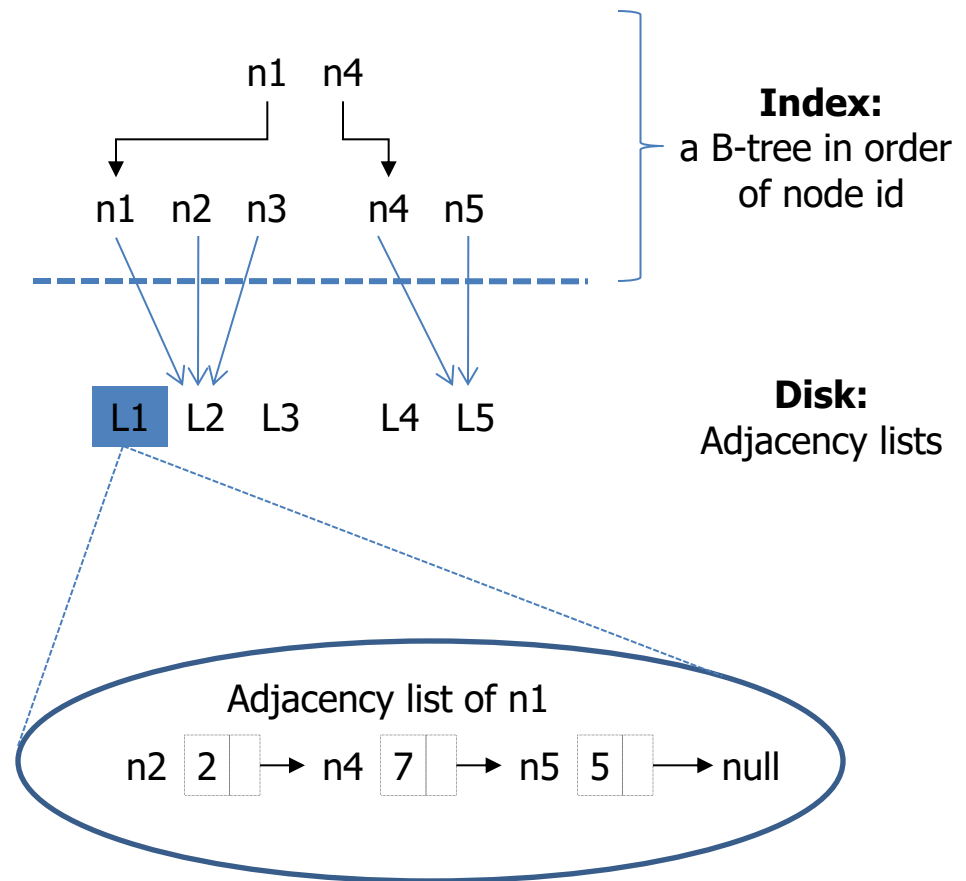 n1 n4
Index:
a B-tree in order
of node id
n1 n2 n3 n4 n5
L1 L2 L3 L4 L5
Disk:
Adjacency lists
Adjacency list of n1
n2 2 n4 7 n5 5 null